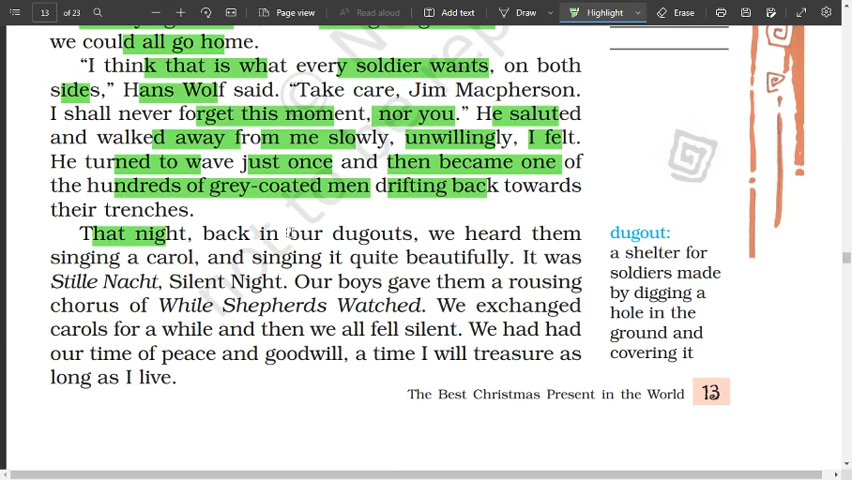 13 of 23 Page view Read aloud Add text Draw Highlight Erase
we could all go home.
“I think that is what every soldier wants, on both
sides,” Hans Wolf said. “Take care, Jim Macpherson.
I shall never forget this moment, nor you.” He saluted
and walked away from me slowly, unwillingly, I felt.
He turned to wave just once and then became one of
the hundreds of grey-coated men drifting back towards
their trenches.
That night, back in our dugouts, we heard them
singing a carol, and singing it quite beautifully. It was
Stille Nacht, Silent Night. Our boys gave them a rousing
chorus of While Shepherds Watched. We exchanged
carols for a while and then we all fell silent. We had had
our time of peace and goodwill, a time I will treasure as
long as I live.
dugout:
a shelter for
soldiers made
by digging a
hole in the
ground and
covering it
The Best Christmas Present in the World 13